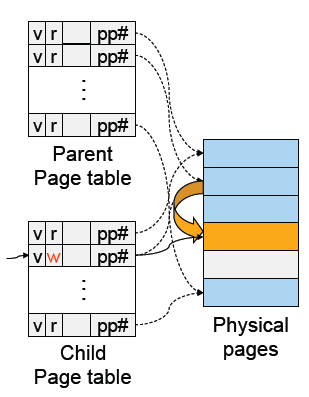 v r pp#
v r pp#
⋮
v r pp#
Parent
Page table
v r pp#
v w pp#
⋮
v r pp#
Child
Page table
Physical
pages